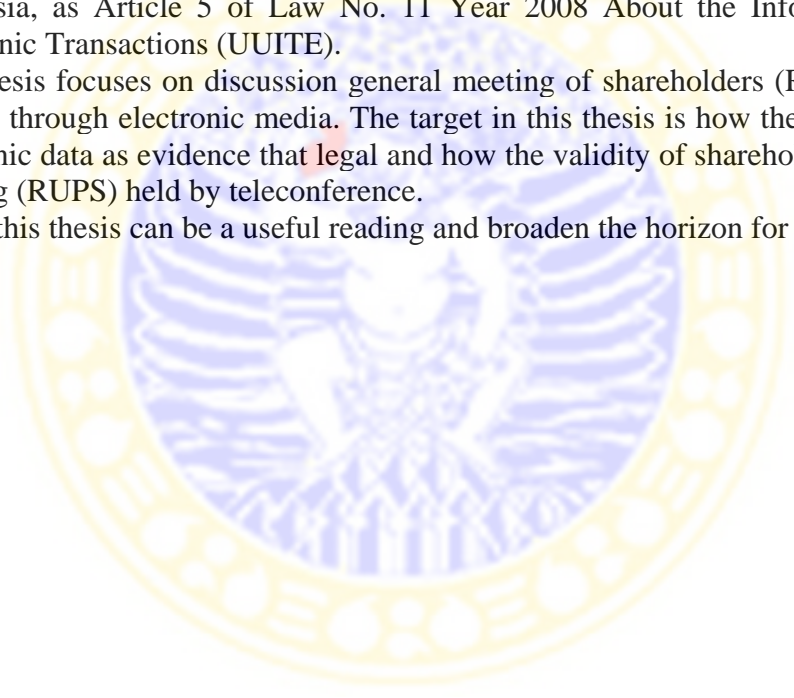 sia, as Article 5 of Law No. 11 Year 2008 About the Info
nic Transactions (UUITE).
esis focuses on discussion general meeting of shareholders (
through electronic media. The target in this thesis is how the
nic data as evidence that legal and how the validity of shareho
g (RUPS) held by teleconference.
this thesis can be a useful reading and broaden the horizon for